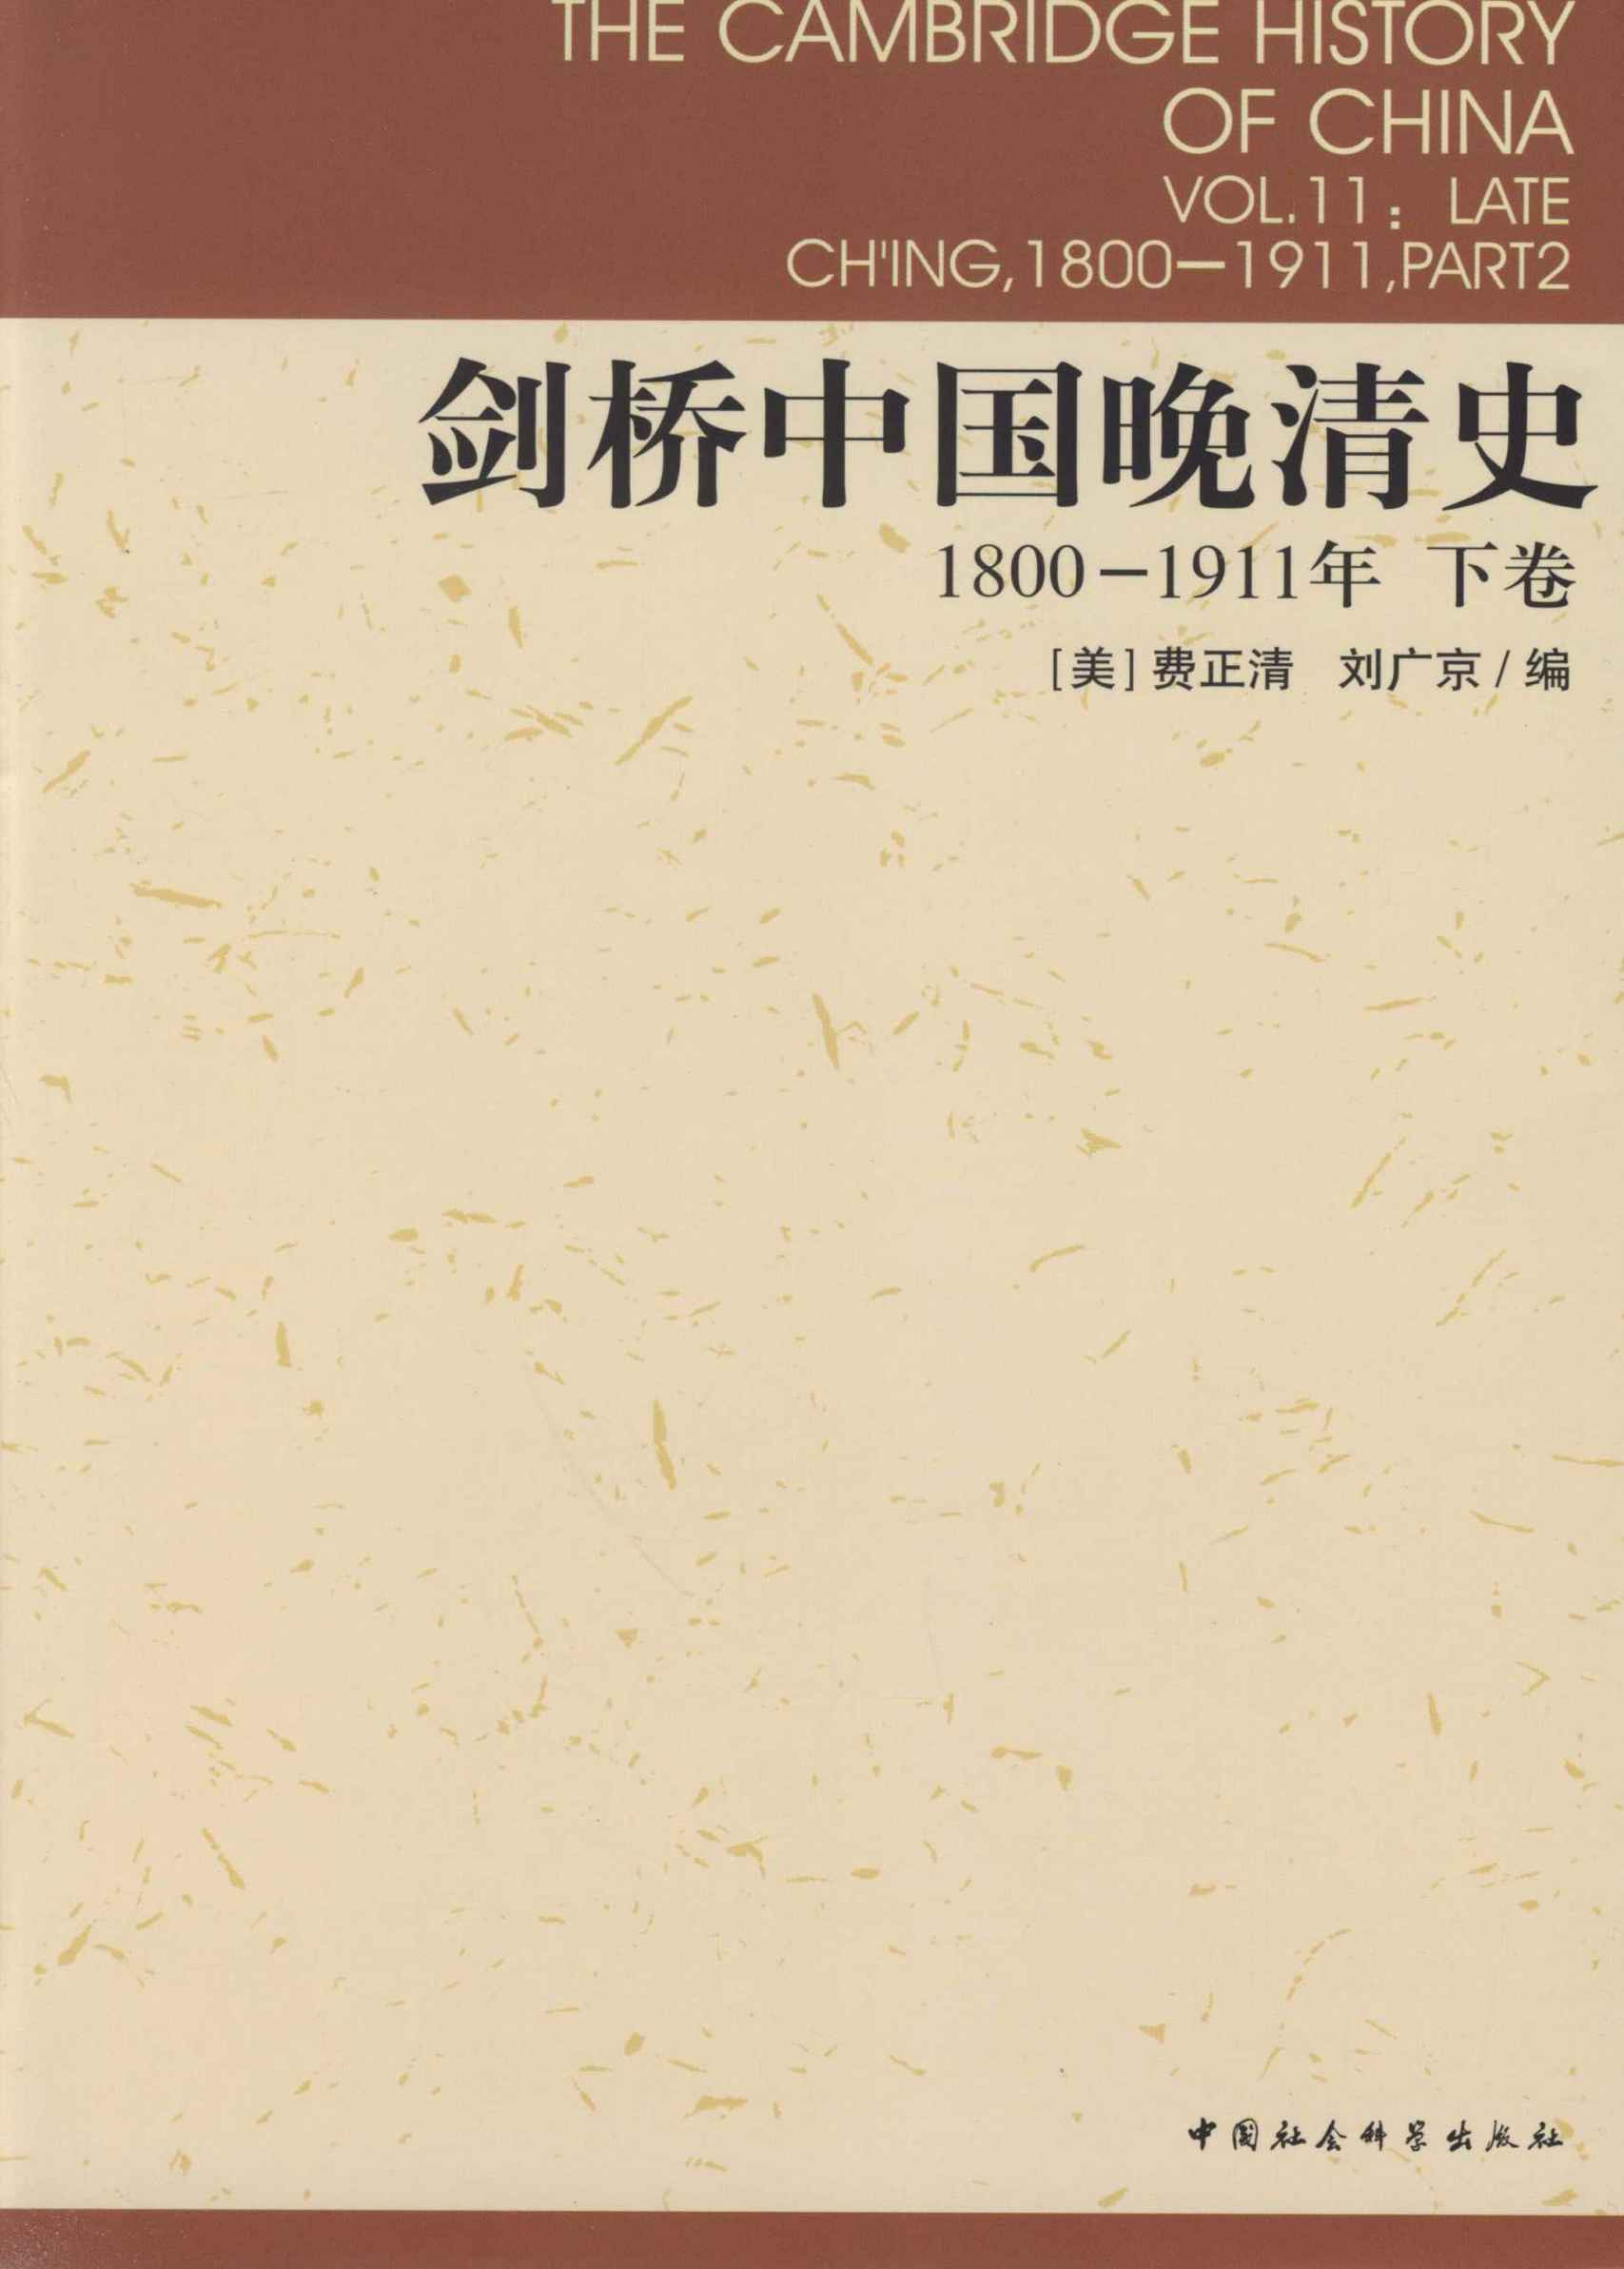 THE CAMBRIDGE HISTORY
OF CHINA
VOL.11：LATE
CH'ING,1800—1911,PART2
剑桥中国晚清史
1800－1911年 下卷
［美］费正清 刘广京 / 编
中国社会科学出版社